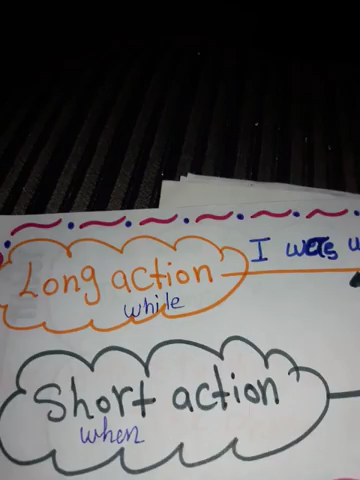 I was
Long action
while
Short action
when